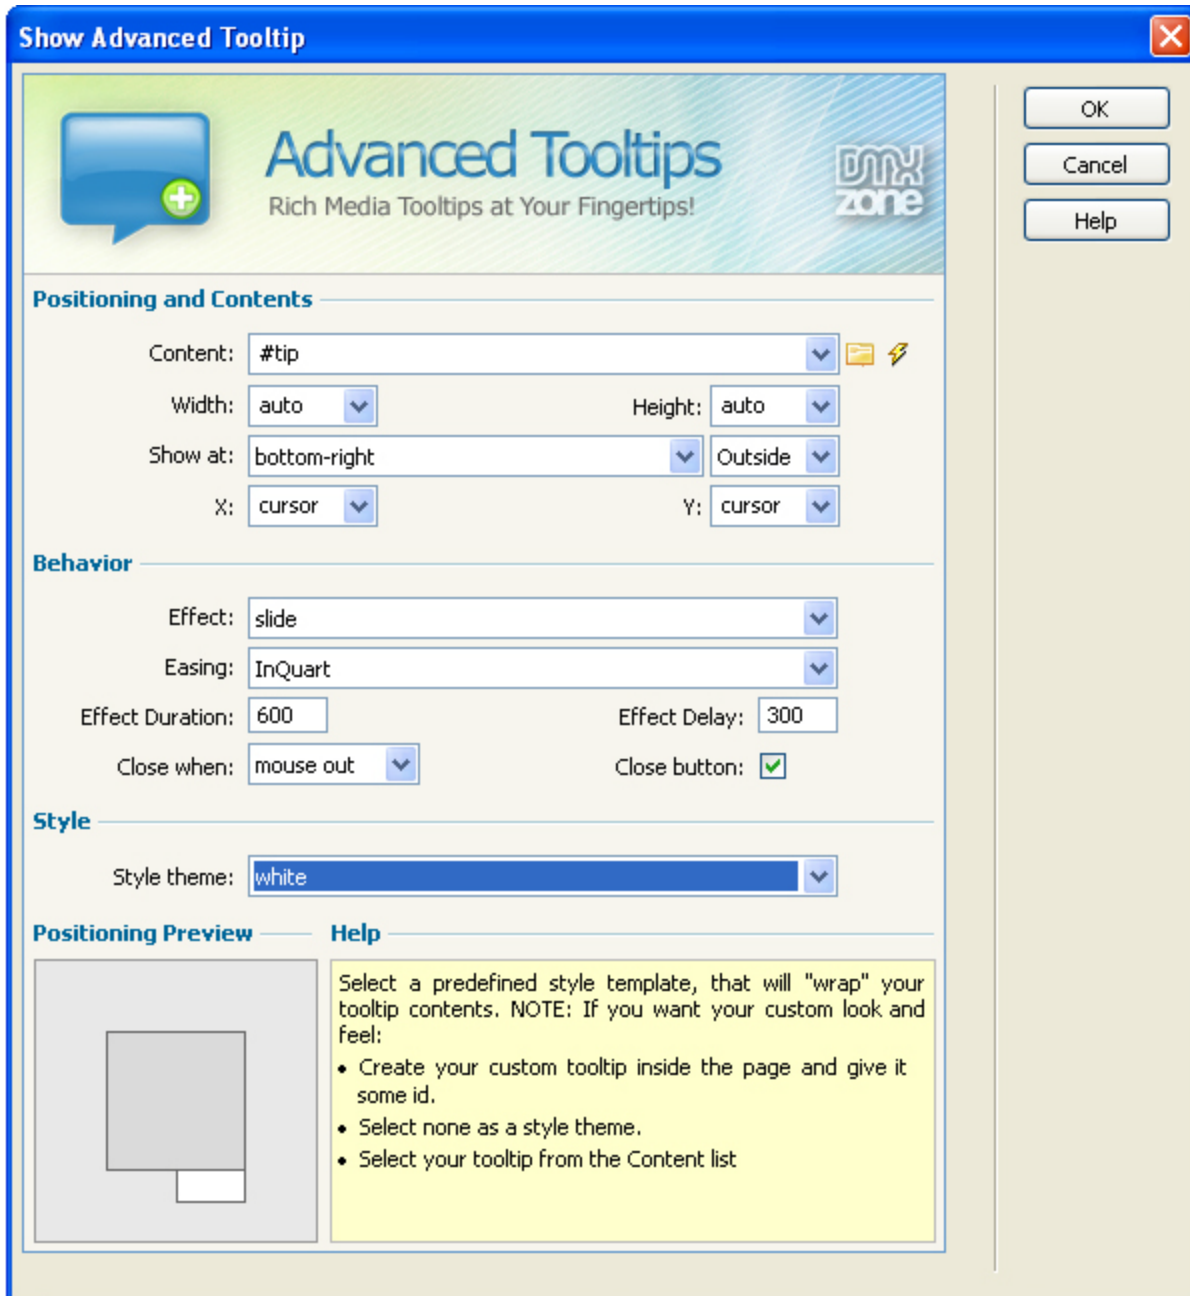 Show Advanced Tooltip
OK
Cancel
Help
Advanced Tooltips
Rich Media Tooltips at Your Fingertips!
DMX
zone
Positioning and Contents
Content: #tip
Width: auto Height: auto
Show at: bottom-right Outside
X: cursor Y: cursor
Behavior
Effect: slide
Easing: InQuart
Effect Duration: 600 Effect Delay: 300
Close when: mouse out Close button:
Style
Style theme: white
Positioning Preview
Help
Select a predefined style template, that will "wrap" your
tooltip contents. NOTE: If you want your custom look and
feel:
• Create your custom tooltip inside the page and give it
some id.
• Select none as a style theme.
• Select your tooltip from the Content list